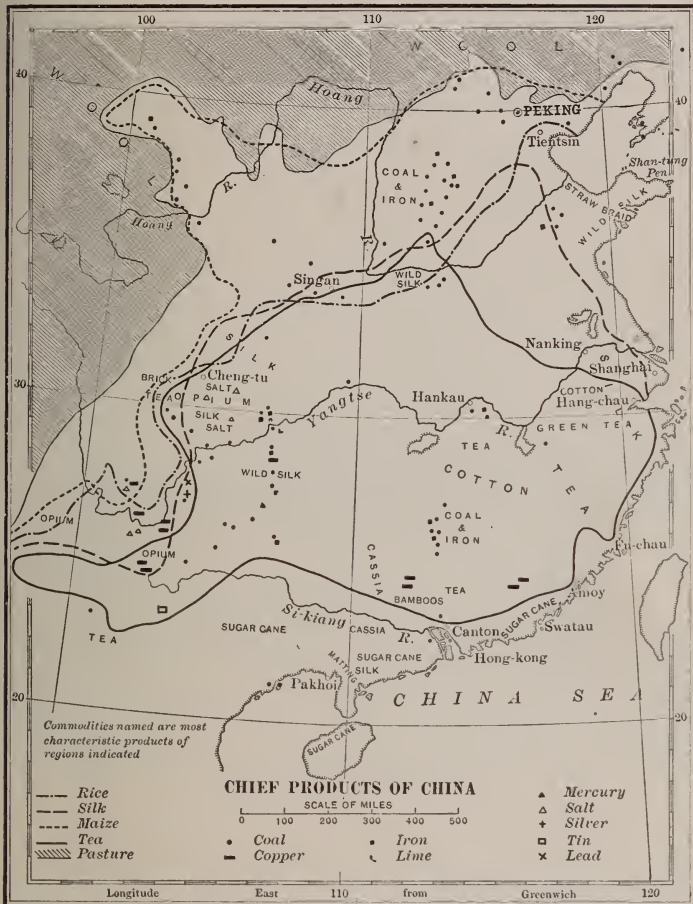 100
110
120
W O O L
40
Hoang
PEKING
40
W O O L
Tientsin
COAL
&
IRON
Shan-tung
Pen.
STRAW BRAID
WILD SILK
Hoang
R.
R.
WILD
SILK
Singan
SILK
Nanking
Shanghai
30
BRICK
TEA
Cheng-tu
SALT
OPIUM
SILK
SALT
Yangtse
R.
Hankau
SILK
COTTON
Hang-chau
30
GREEN TEA
TEA
COTTON
TEA
WILD SILK
COAL
&
IRON
OPIUM
OPIUM
CASSIA
Fu-chau
BAMBOOS
TEA
Amoy
SUGAR CANE
TEA
Si-kiang
R.
SUGAR CANE
CASSIA
Canton
Swatau
SUGAR CANE
Hong-kong
MATTING
SILK
Pakhoi
20
CHINA SEA
20
SUGAR CANE
Commodities named are most
characteristic products of
regions indicated
CHIEF PRODUCTS OF CHINA
SCALE OF MILES
0 100 200 300 400 500
Rice
Silk
Maize
Tea
Pasture
Coal
Copper
Iron
Lime
Mercury
Salt
Silver
Tin
Lead
Longitude East 110 from Greenwich 120